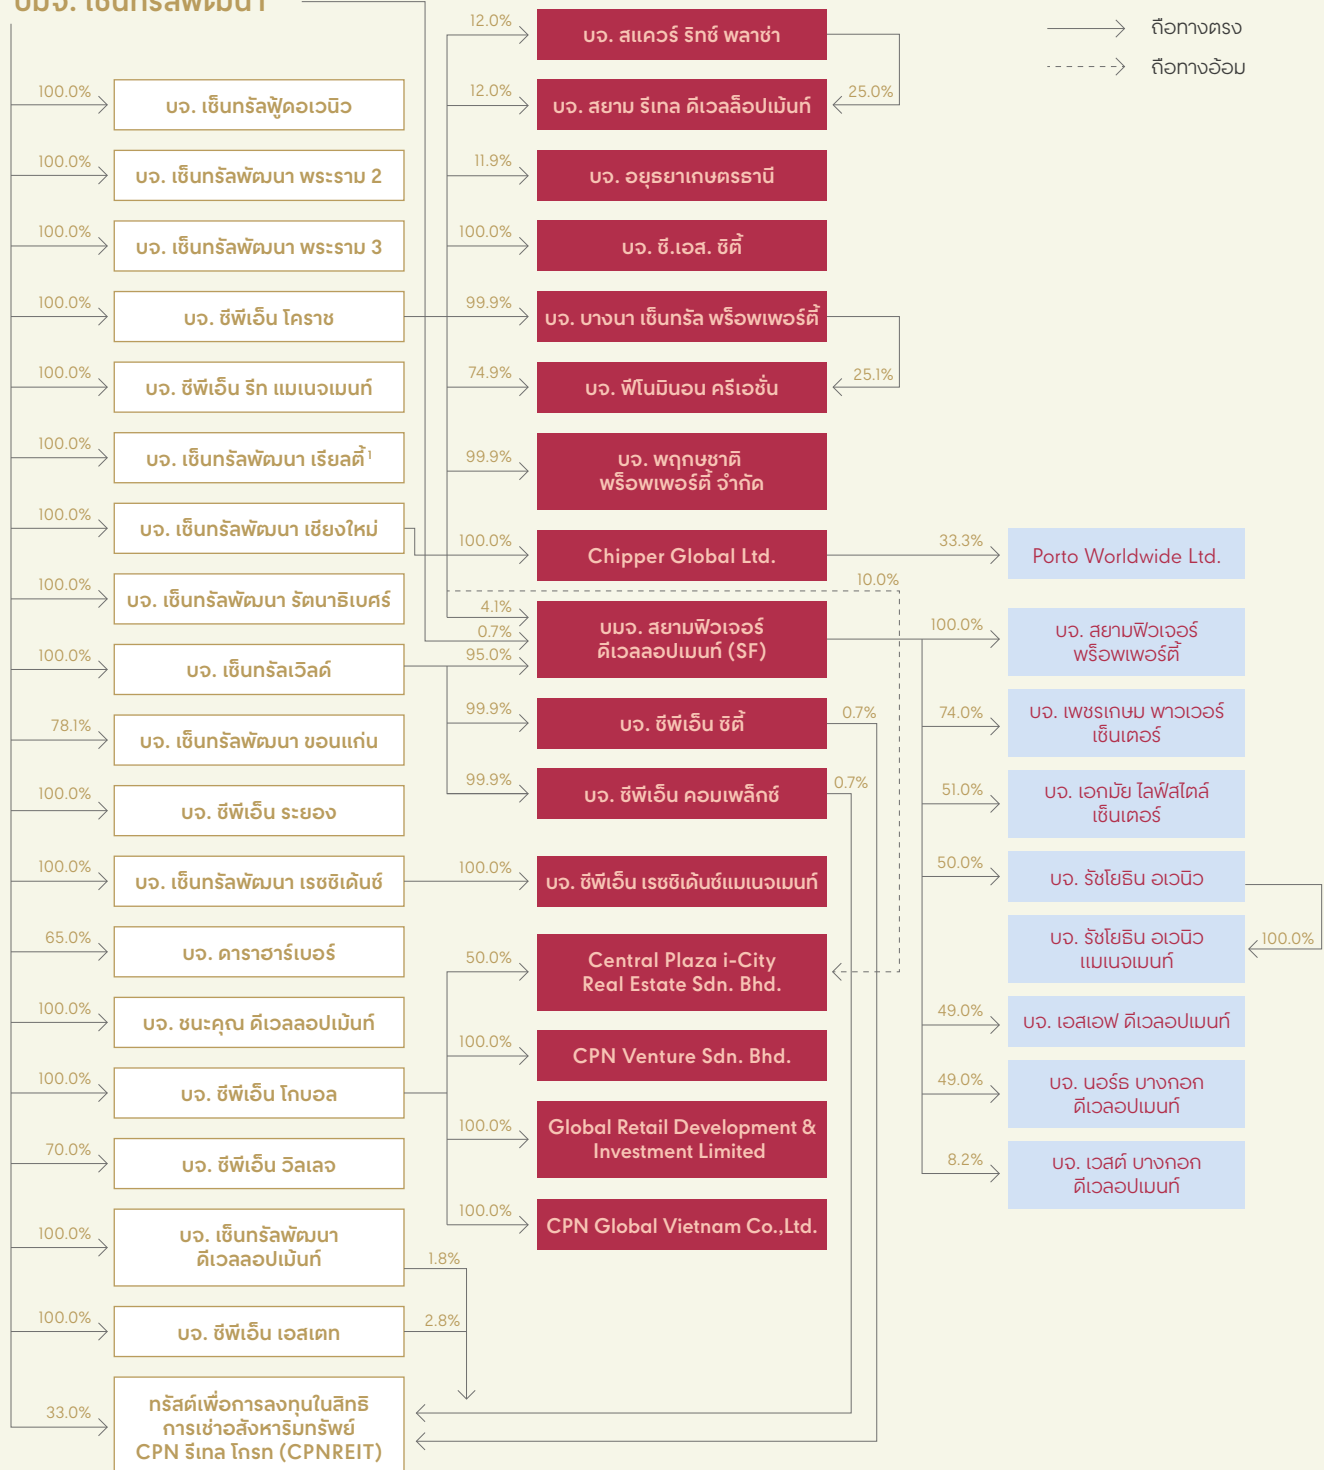 บมจ. เซ็นทรัลพัฒนา
ถือทางตรง
ถือทางอ้อม
100.0%
บจ. เซ็นทรัลฟู้ดอเวนิว
100.0%
บจ. เซ็นทรัลพัฒนา พระราม 2
100.0%
บจ. เซ็นทรัลพัฒนา พระราม 3
100.0%
บจ. ซีพีเอ็น โคราช
100.0%
บจ. ซีพีเอ็น รีท แมเนจเมนท์
100.0%
บจ. เซ็นทรัลพัฒนา เรียลตี้ 1
100.0%
บจ. เซ็นทรัลพัฒนา เชียงใหม่
100.0%
บจ. เซ็นทรัลพัฒนา รัตนาธิเบศร์
100.0%
บจ. เซ็นทรัลเวิลด์
78.1%
บจ. เซ็นทรัลพัฒนา ขอนแก่น
100.0%
บจ. ซีพีเอ็น ระยอง
100.0%
บจ. เซ็นทรัลพัฒนา เรซซิเด้นซ์
65.0%
บจ. ดาราฮาร์เบอร์
100.0%
บจ. ชนะคุณ ดีเวลลอปเม้นท์
100.0%
บจ. ซีพีเอ็น โกบอล
70.0%
บจ. ซีพีเอ็น วิลเลจ
100.0%
บจ. เซ็นทรัลพัฒนา
ดีเวลลอปเม้นท์
1.8%
100.0%
บจ. ซีพีเอ็น เอสเตท
2.8%
33.0%
ทรัสต์เพื่อการลงทุนในสิทธิ
การเช่าอสังหาริมทรัพย์
CPN รีเทล โกรท (CPNREIT)
12.0%
บจ. สแควร์ ริทซ์ พลาซ่า
12.0%
บจ. สยาม รีเทล ดีเวลล็อปเม้นท์
25.0%
11.9%
บจ. อยุธยาเกษตรธานี
100.0%
บจ. ซี.เอส. ซิตี้
99.9%
บจ. บางนา เซ็นทรัล พร็อพเพอร์ตี้
74.9%
บจ. ฟีโนมินอน ครีเอชั่น
25.1%
99.9%
บจ. พฤกษชาติ
พร็อพเพอร์ตี้ จำกัด
100.0%
Chipper Global Ltd.
33.3%
Porto Worldwide Ltd.
10.0%
4.1%
0.7%
95.0%
บมจ. สยามฟิวเจอร์
ดีเวลลอปเมนท์ (SF)
99.9%
บจ. ซีพีเอ็น ซิตี้
0.7%
99.9%
บจ. ซีพีเอ็น คอมเพล็กซ์
0.7%
100.0%
บจ. ซีพีเอ็น เรซซิเด้นซ์แมเนจเมนท์
50.0%
Central Plaza i-City
Real Estate Sdn. Bhd.
100.0%
CPN Venture Sdn. Bhd.
100.0%
Global Retail Development &
Investment Limited
100.0%
CPN Global Vietnam Co.,Ltd.
100.0%
บจ. สยามฟิวเจอร์
พร็อพเพอร์ตี้
74.0%
บจ. เพชรเกษม พาวเวอร์
เซ็นเตอร์
51.0%
บจ. เอกมัย ไลฟ์สไตล์
เซ็นเตอร์
50.0%
บจ. รัชโยธิน อเวนิว
บจ. รัชโยธิน อเวนิว
แมเนจเมนท์
100.0%
49.0%
บจ. เอสเอฟ ดีเวลอปเมนท์
49.0%
บจ. นอร์ธ บางกอก
ดีเวลอปเมนท์
8.2%
บจ. เวสต์ บางกอก
ดีเวลอปเมนท์